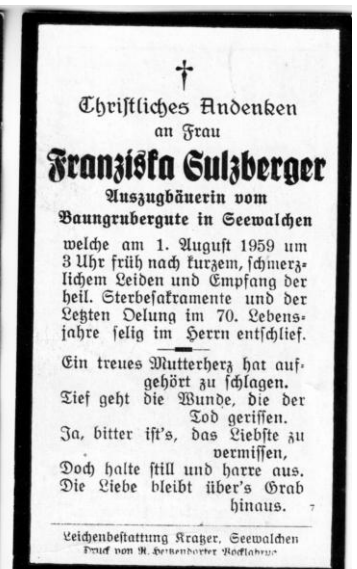 Christliches Andenken
an Frau
Franziska Sulzberger
Auszugbäuerin vom
Baungrubergute in Seewalchen
welche am 1. August 1959 um
3 Uhr früh nach kurzem, schmerz-
lichem Leiden und Empfang der
heil. Sterbesakramente und der
Letzten Oelung im 70. Lebens-
jahre selig im Herrn entschlief.
Ein treues Mutterherz hat auf-
gehört zu schlagen.
Tief geht die Wunde, die der
Tod gerissen.
Ja, bitter ist's, das Liebste zu
vermissen,
Doch halte still und harre aus.
Die Liebe bleibt über's Grab
hinaus. 7
Leichenbestattung Kratzer, Seewalchen
Druck von R.